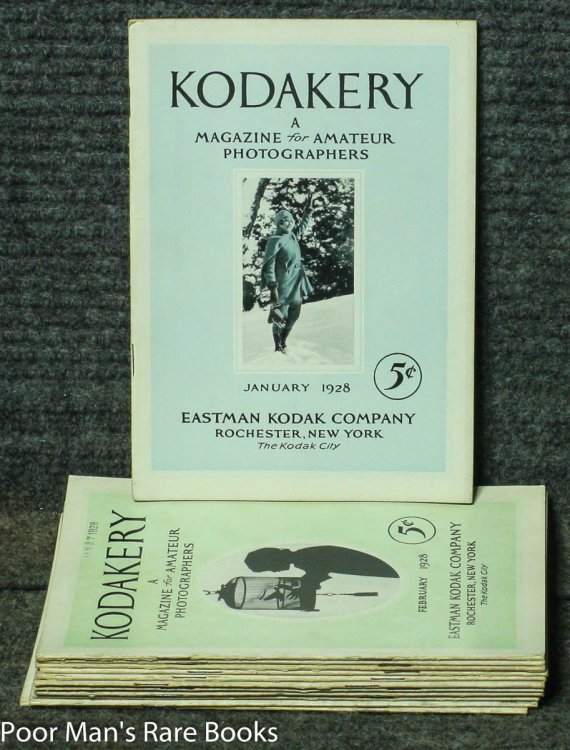 KODAKERY
A
MAGAZINE for AMATEUR
PHOTOGRAPHERS
JANUARY 1928
5¢
EASTMAN KODAK COMPANY
ROCHESTER, NEW YORK
The Kodak City
KODAKERY
A
MAGAZINE for AMATEUR
PHOTOGRAPHERS
5¢
FEBRUARY 1928
EASTMAN KODAK COMPANY
ROCHESTER, NEW YORK
The Kodak City
Poor Man's Rare Books